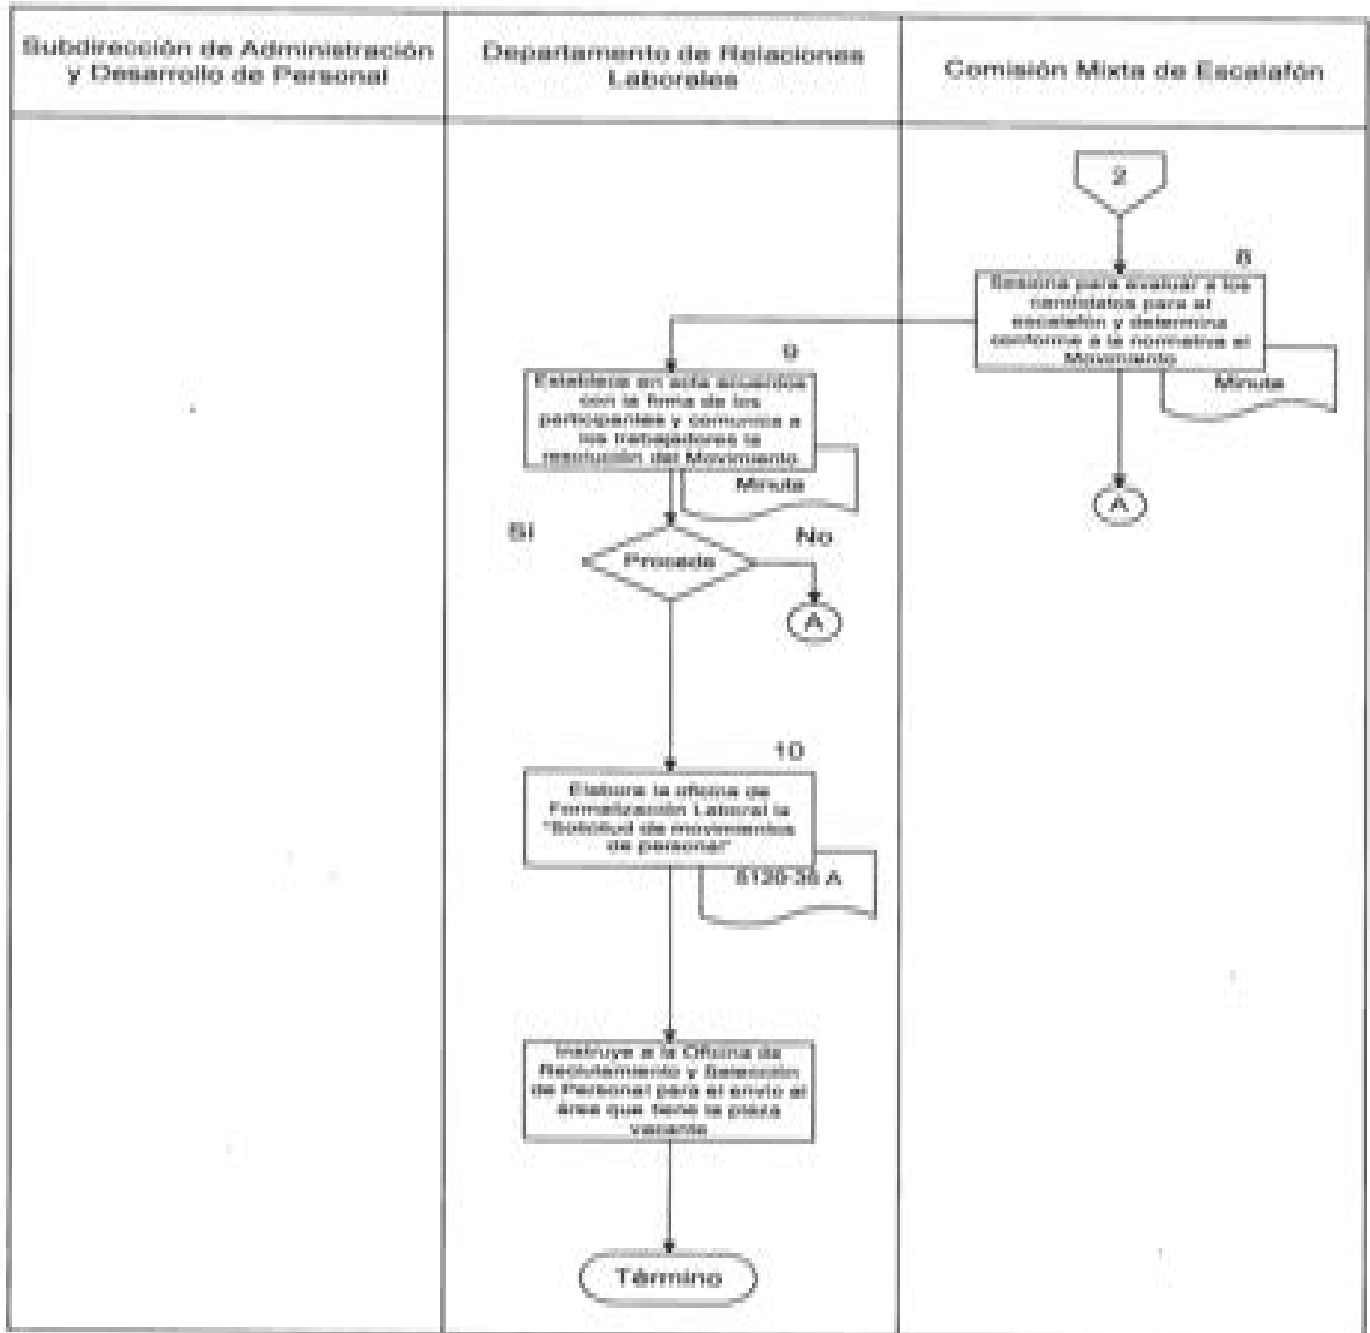 Subdirección de Administración
y Desarrollo de Personal
Departamento de Relaciones
Laborales
Comisión Mixta de Escalafón
2
8
Sesiona para evaluar a los
candidatos para el
escalafón y determina
conforme a la normativa el
Movimiento
Minuta
A
9
Establece en acta acuerdos
con la firma de los
participantes y comunica a
los trabajadores la
resolución del Movimiento
Minuta
Si
No
Procede
A
10
Elabora la oficina de
Formalización Laboral la
"Solicitud de movimientos
de personal"
Instruye a la Oficina de
Reclutamiento y Selección
de Personal para el envío al
área que tiene la plaza
vacante
Término